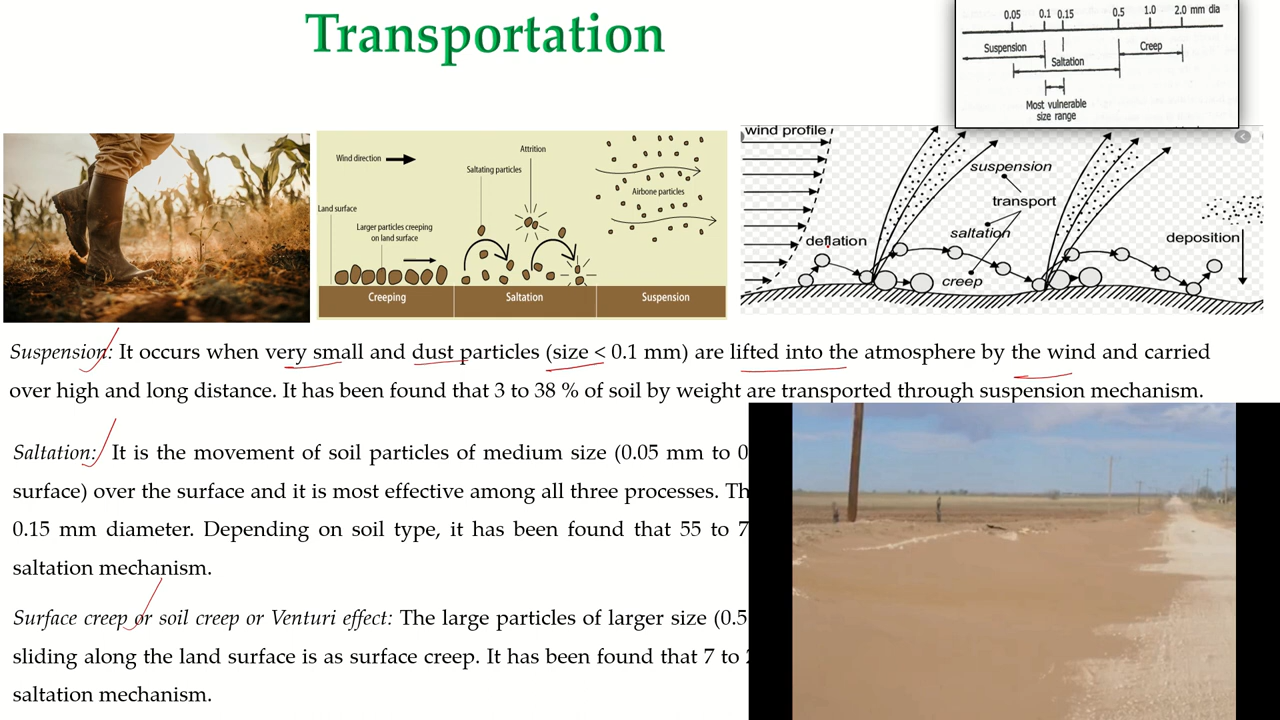 Transportation
0.05 0.1 0.15 0.5 1.0 2.0 mm dia
Suspension
Creep
Saltation
Most vulnerable
size range
Wind direction
Attrition
Saltating particles
Airbone particles
Land surface
Larger particles creeping
on land surface
Creeping
Saltation
Suspension
wind profile
suspension
transport
saltation
deflation
deposition
creep
Suspension: It occurs when very small and dust particles (size < 0.1 mm) are lifted into the atmosphere by the wind and carried
over high and long distance. It has been found that 3 to 38 % of soil by weight are transported through suspension mechanism.
Saltation: It is the movement of soil particles of medium size (0.05 mm to 0
surface) over the surface and it is most effective among all three processes. Th
0.15 mm diameter. Depending on soil type, it has been found that 55 to 7
saltation mechanism.
Surface creep or soil creep or Venturi effect: The large particles of larger size (0.5
sliding along the land surface is as surface creep. It has been found that 7 to
saltation mechanism.